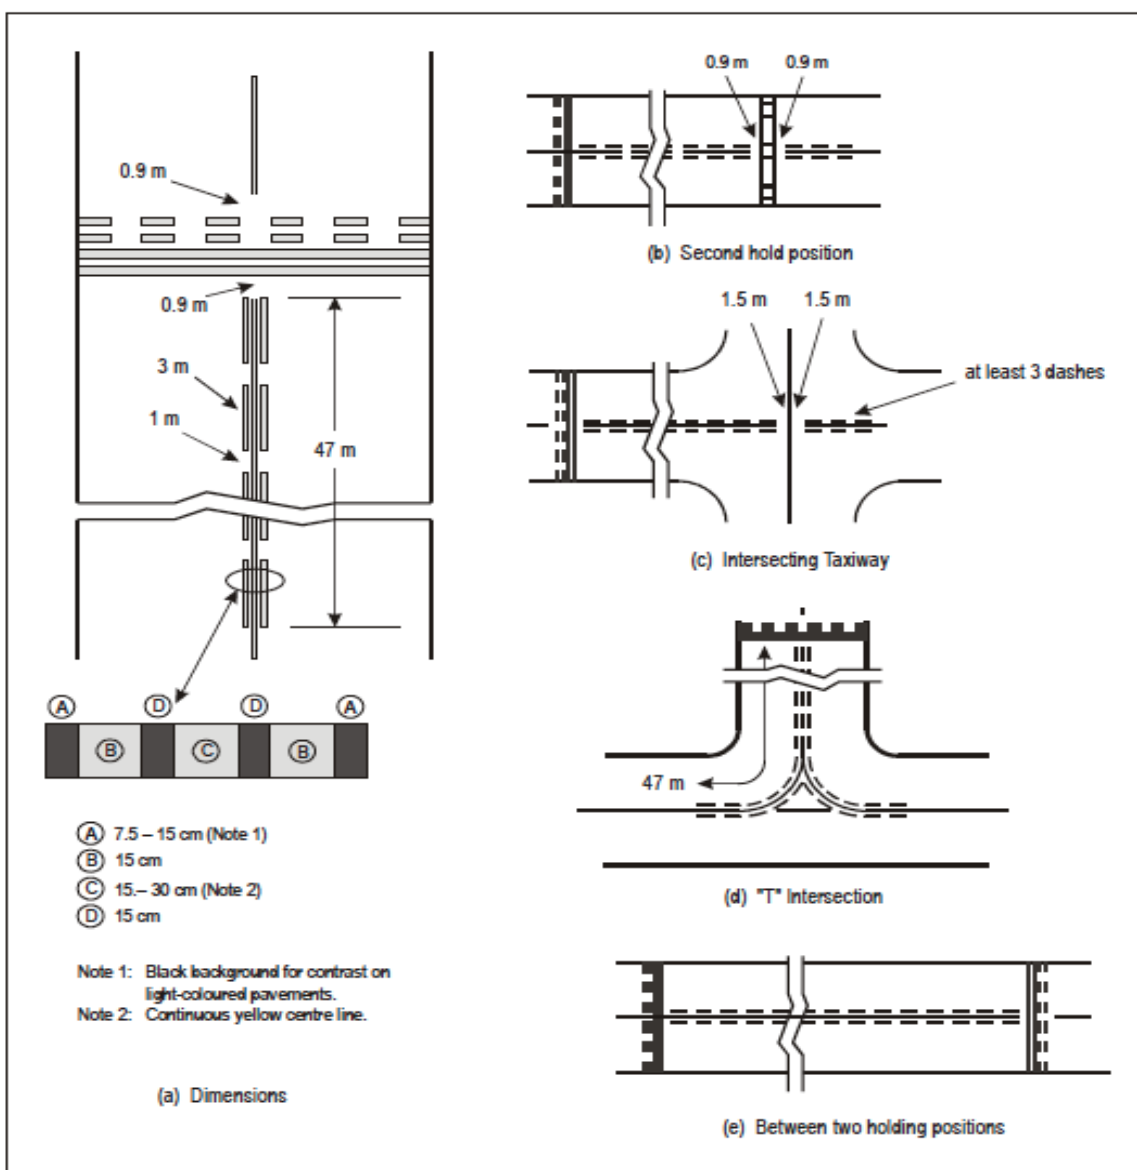 0.9 m
0.9 m
3 m
1 m
47 m
A D D A
B C B
A 7.5 – 15 cm (Note 1)
B 15 cm
C 15.– 30 cm (Note 2)
D 15 cm
Note 1: Black background for contrast on
light-coloured pavements.
Note 2: Continuous yellow centre line.
(a) Dimensions
0.9 m 0.9 m
(b) Second hold position
1.5 m 1.5 m
at least 3 dashes
(c) Intersecting Taxiway
47 m
(d) "T" Intersection
(e) Between two holding positions